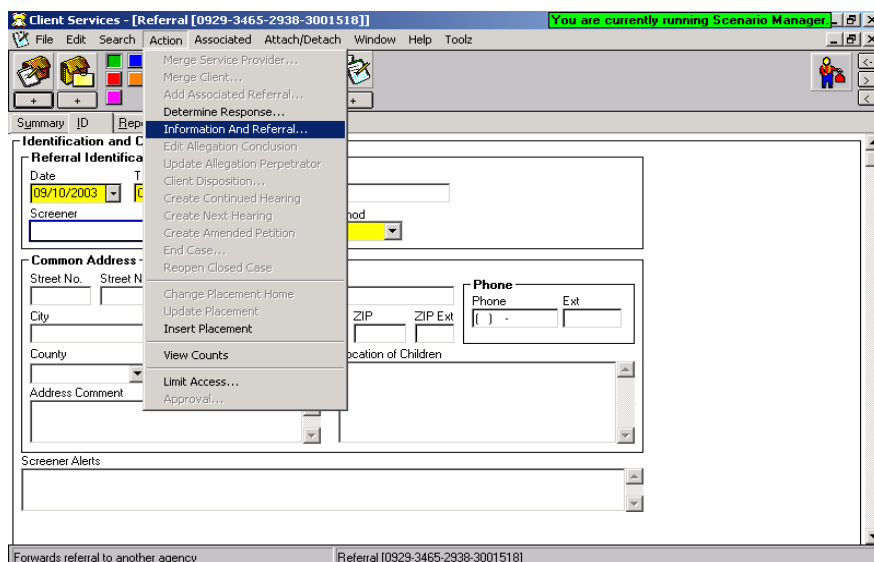 Client Services - [Referral [0929-3465-2938-3001518]]
You are currently running Scenario Manager.
File Edit Search Action Associated Attach/Detach Window Help Toolz
Merge Service Provider...
Merge Client...
Add Associated Referral...
Determine Response...
Information And Referral...
Edit Allegation Conclusion
Update Allegation Perpetrator
Client Disposition...
Create Continued Hearing
Create Next Hearing
Create Amended Petition
End Case...
Reopen Closed Case
Change Placement Home
Update Placement
Insert Placement
View Counts
Limit Access...
Approval...
+ + +
Summary ID
Identification and
Referral Identifica
Date
09/10/2003
Screener
Common Address
Street No. Street N
Phone
Phone Ext
( ) -
City ZIP ZIP Ext
County ocation of Children
Address Comment
Screener Alerts
Forwards referral to another agency Referral [0929-3465-2938-3001518]